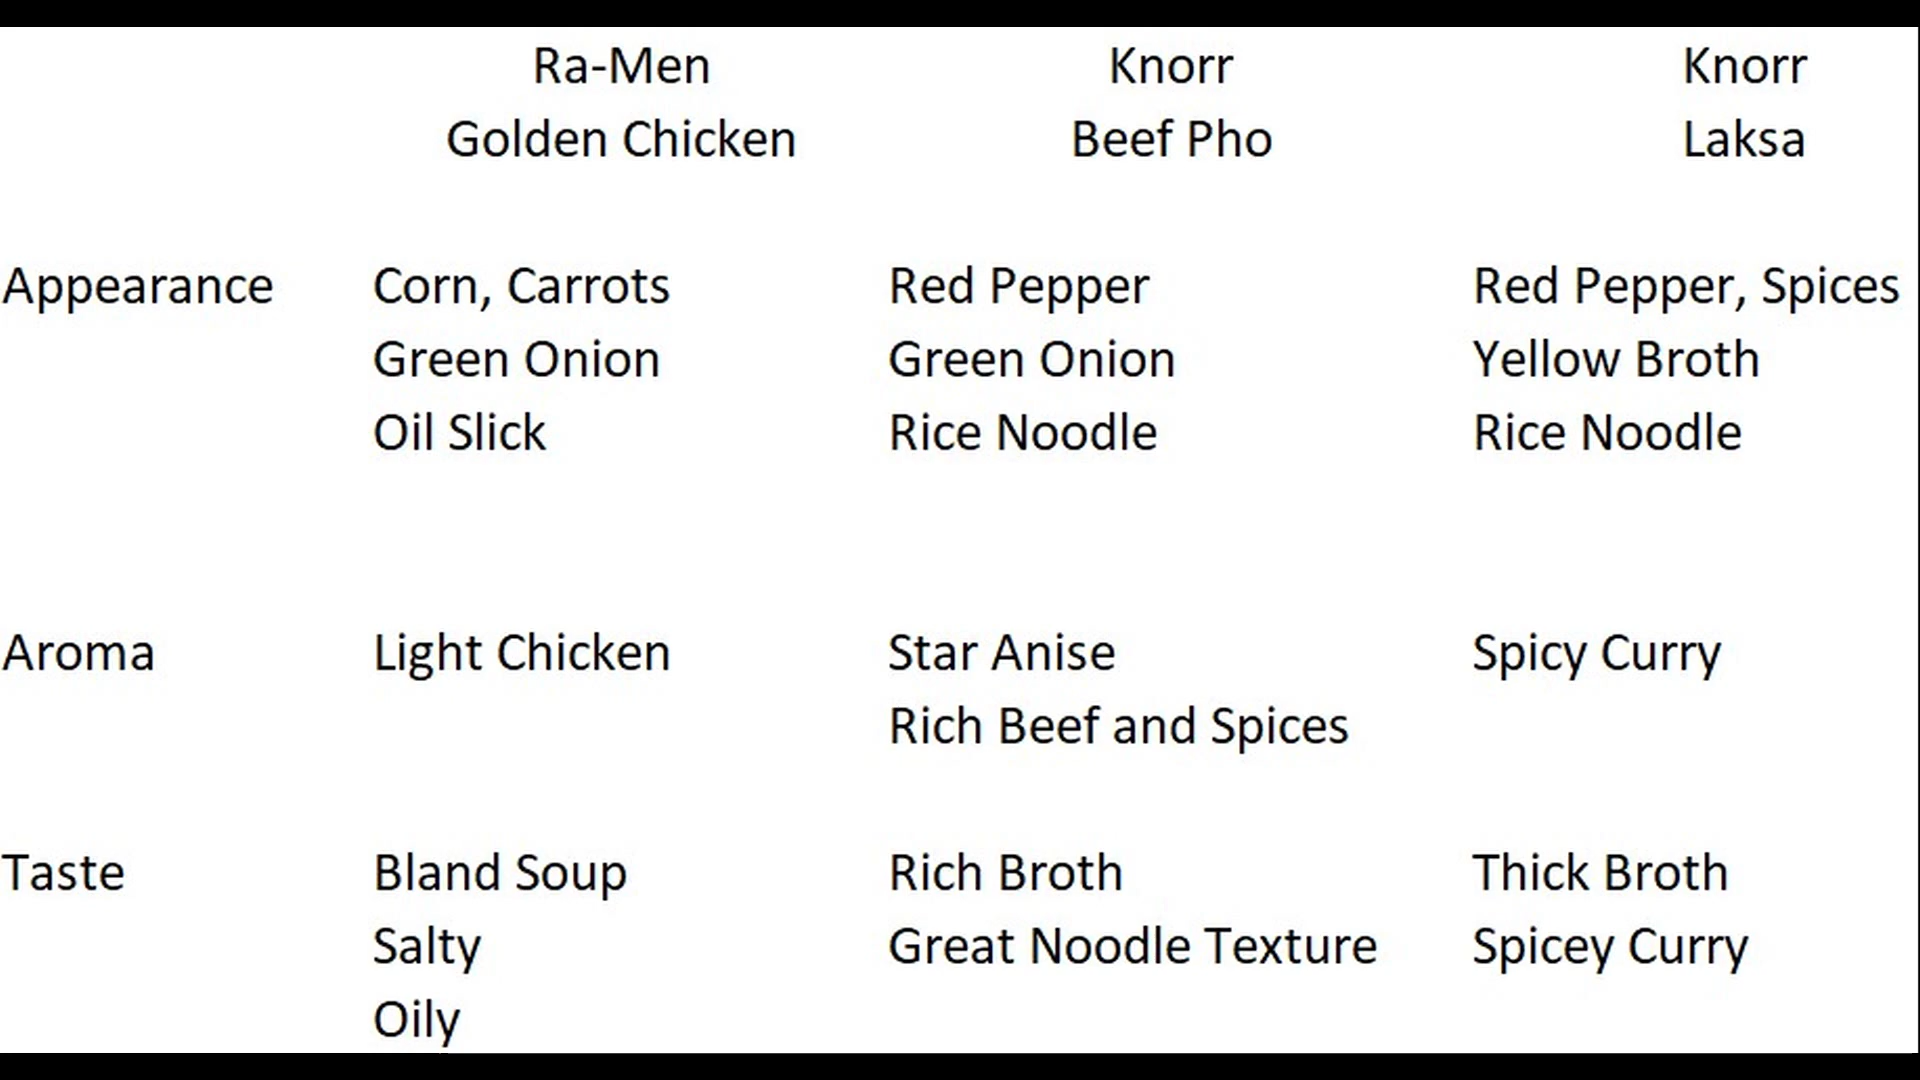 Ra-Men Knorr Knorr
Golden Chicken Beef Pho Laksa
Appearance Corn, Carrots Red Pepper Red Pepper, Spices
Green Onion Green Onion Yellow Broth
Oil Slick Rice Noodle Rice Noodle
Aroma Light Chicken Star Anise Spicy Curry
Rich Beef and Spices
Taste Bland Soup Rich Broth Thick Broth
Salty Great Noodle Texture Spicey Curry
Oily